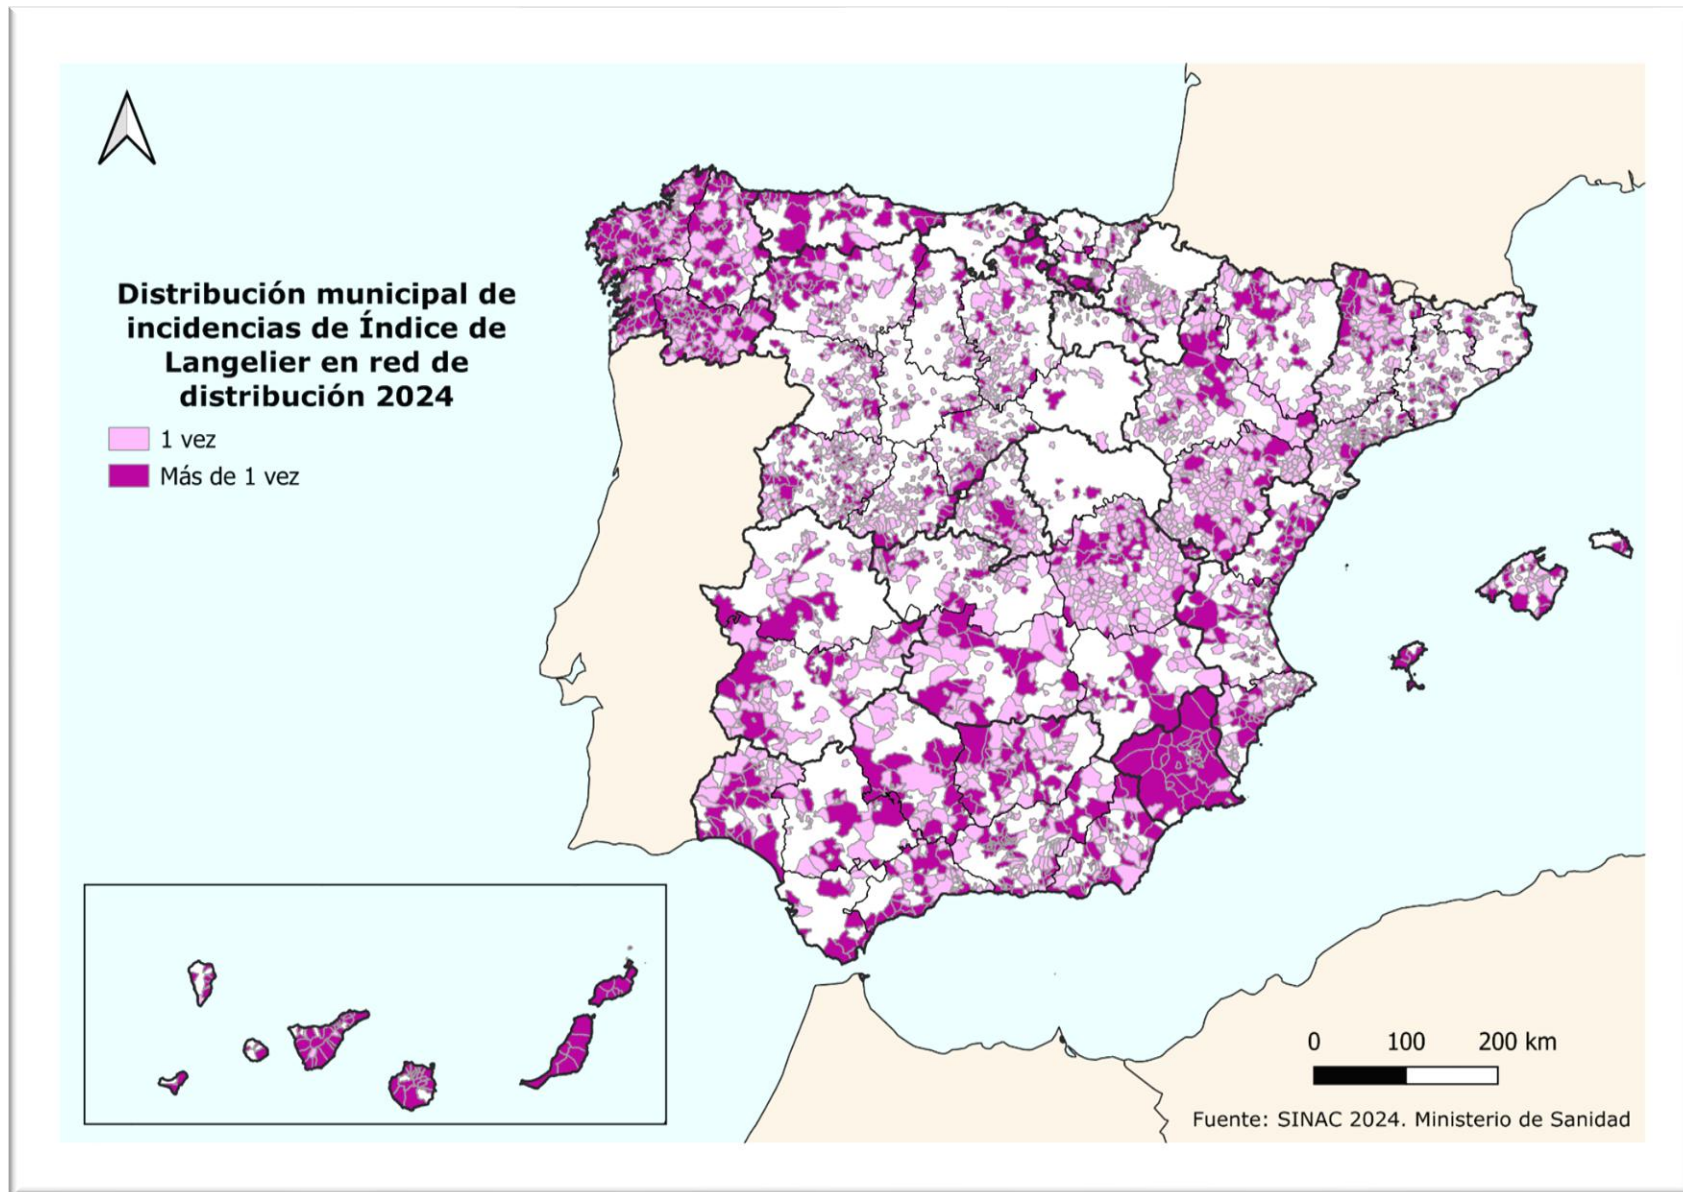 Distribución municipal de
incidencias de Índice de
Langelier en red de
distribución 2024
1 vez
Más de 1 vez
0 100 200 km
Fuente: SINAC 2024. Ministerio de Sanidad